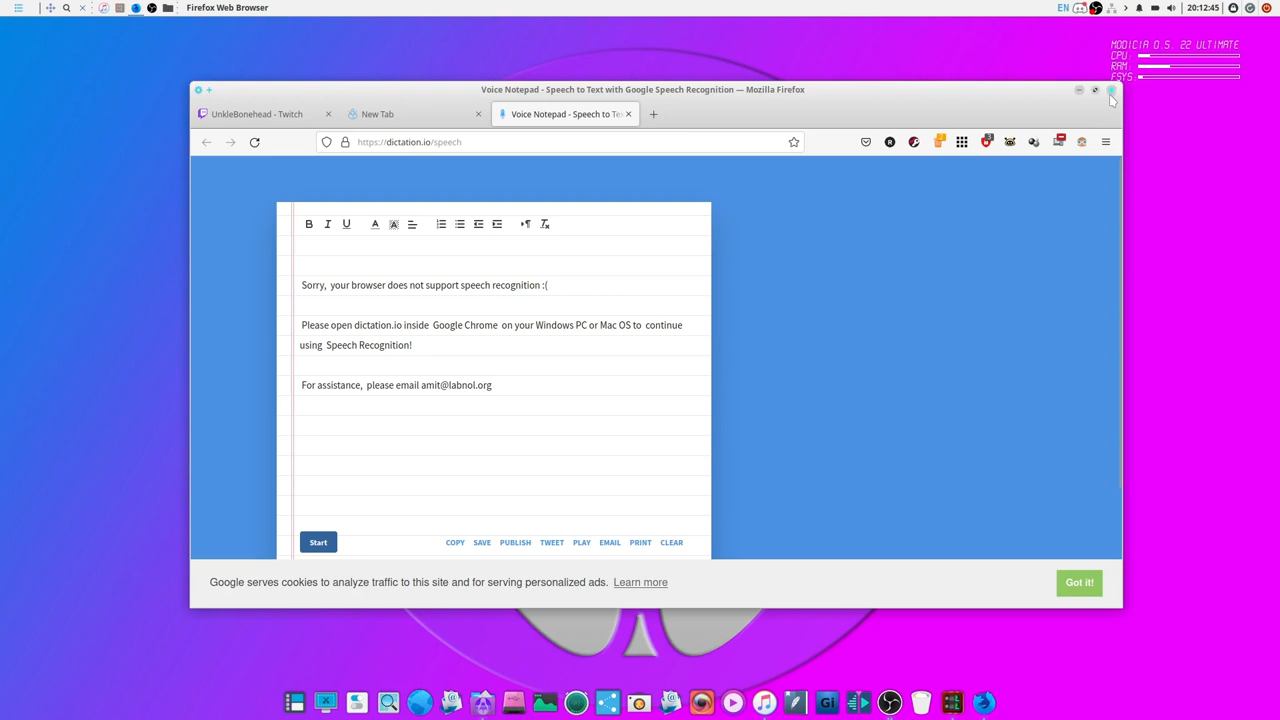 Firefox Web Browser
EN
20:12:45
MODICIA O.S. 22 ULTIMATE
CPU:
RAM:
FSYS:
Voice Notepad - Speech to Text with Google Speech Recognition — Mozilla Firefox
UnkleBonehead - Twitch
New Tab
Voice Notepad - Speech to Te
https://dictation.io/speech
B I U A A
Sorry, your browser does not support speech recognition :(
Please open dictation.io inside Google Chrome on your Windows PC or Mac OS to continue
using Speech Recognition!
For assistance, please email amit@labnol.org
Start
COPY SAVE PUBLISH TWEET PLAY EMAIL PRINT CLEAR
Google serves cookies to analyze traffic to this site and for serving personalized ads. Learn more
Got it!
Gi